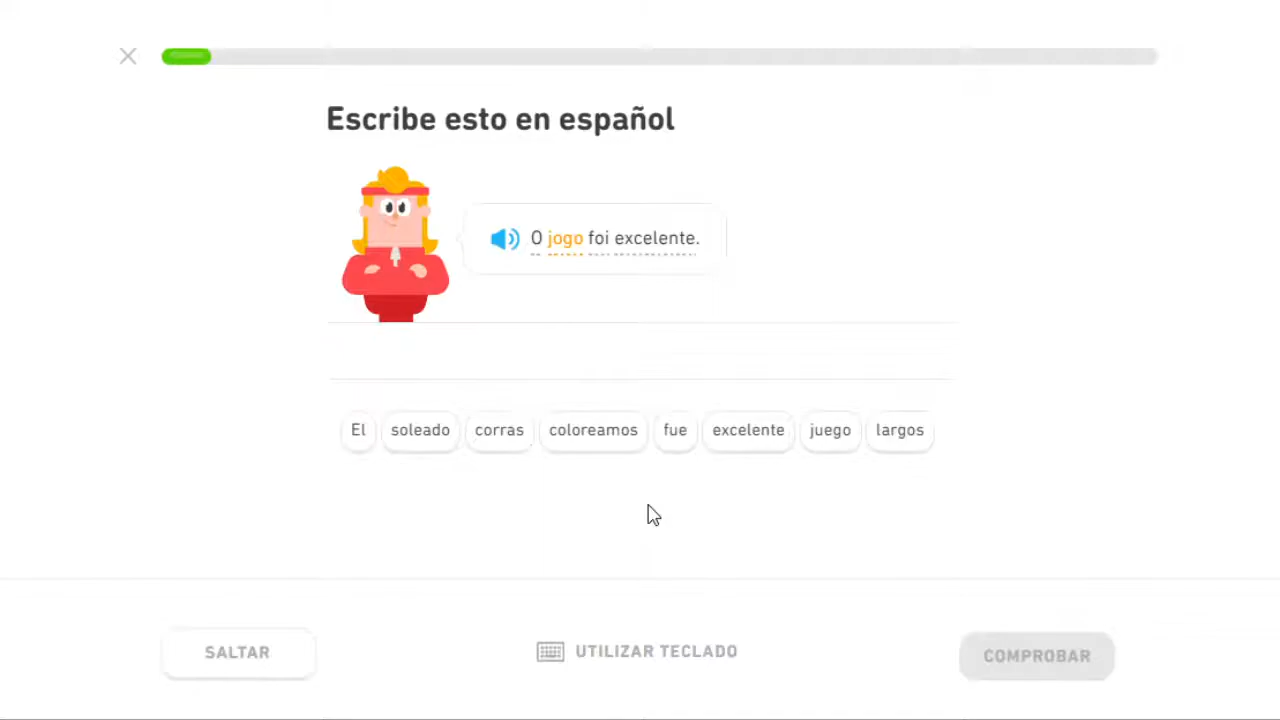 Escribe esto en español
O jogo foi excelente.
El soleado corras coloreamos fue excelente juego largos
SALTAR UTILIZAR TECLADO COMPROBAR